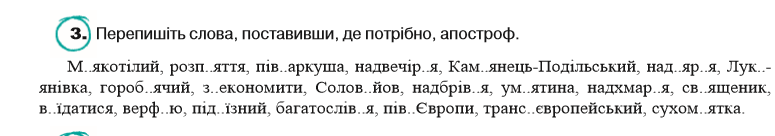 3. Перепишіть слова, поставивши, де потрібно, апостроф.
М..якотілий, розп..яття, пів..аркуша, надвечір..я, Кам..янець-Подільський, над..яр..я, Лук..-
янівка, гороб..ячий, з..економити, Солов..йов, надбрів..я, ум..ятина, надхмар..я, св..ященик,
в..їдатися, верф..ю, під..їзний, багатослів..я, пів..Європи, транс..європейський, сухом..ятка.